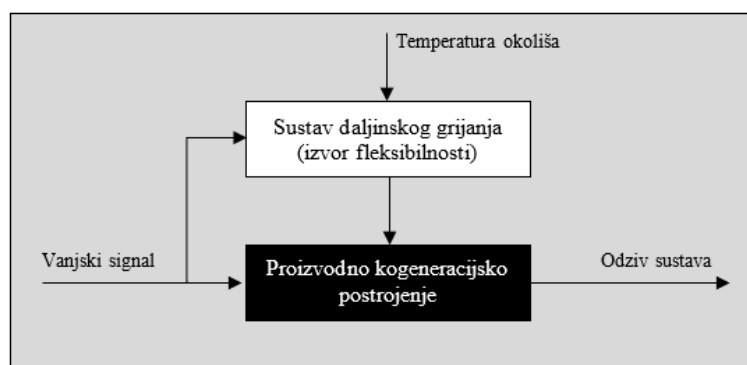 Temperatura okoliša
Sustav daljinskog grijanja
(izvor fleksibilnosti)
Vanjski signal
Proizvodno kogeneracijsko
postrojenje
Odziv sustava